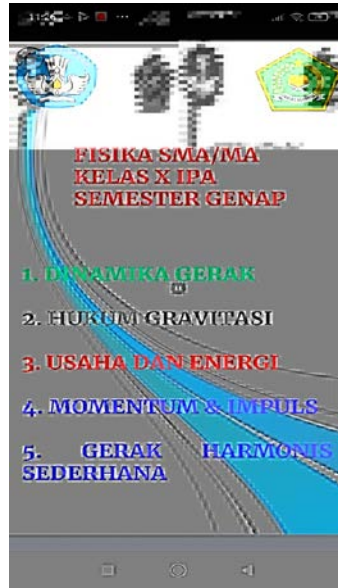 FISIKA SMA/MA
KELAS X IPA
SEMESTER GENAP
1. DINAMIKA GERAK
2. HUKUM GRAVITASI
3. USAHA DAN ENERGI
4. MOMENTUM & IMPULS
5. GERAK HARMONIS
SEDERHANA